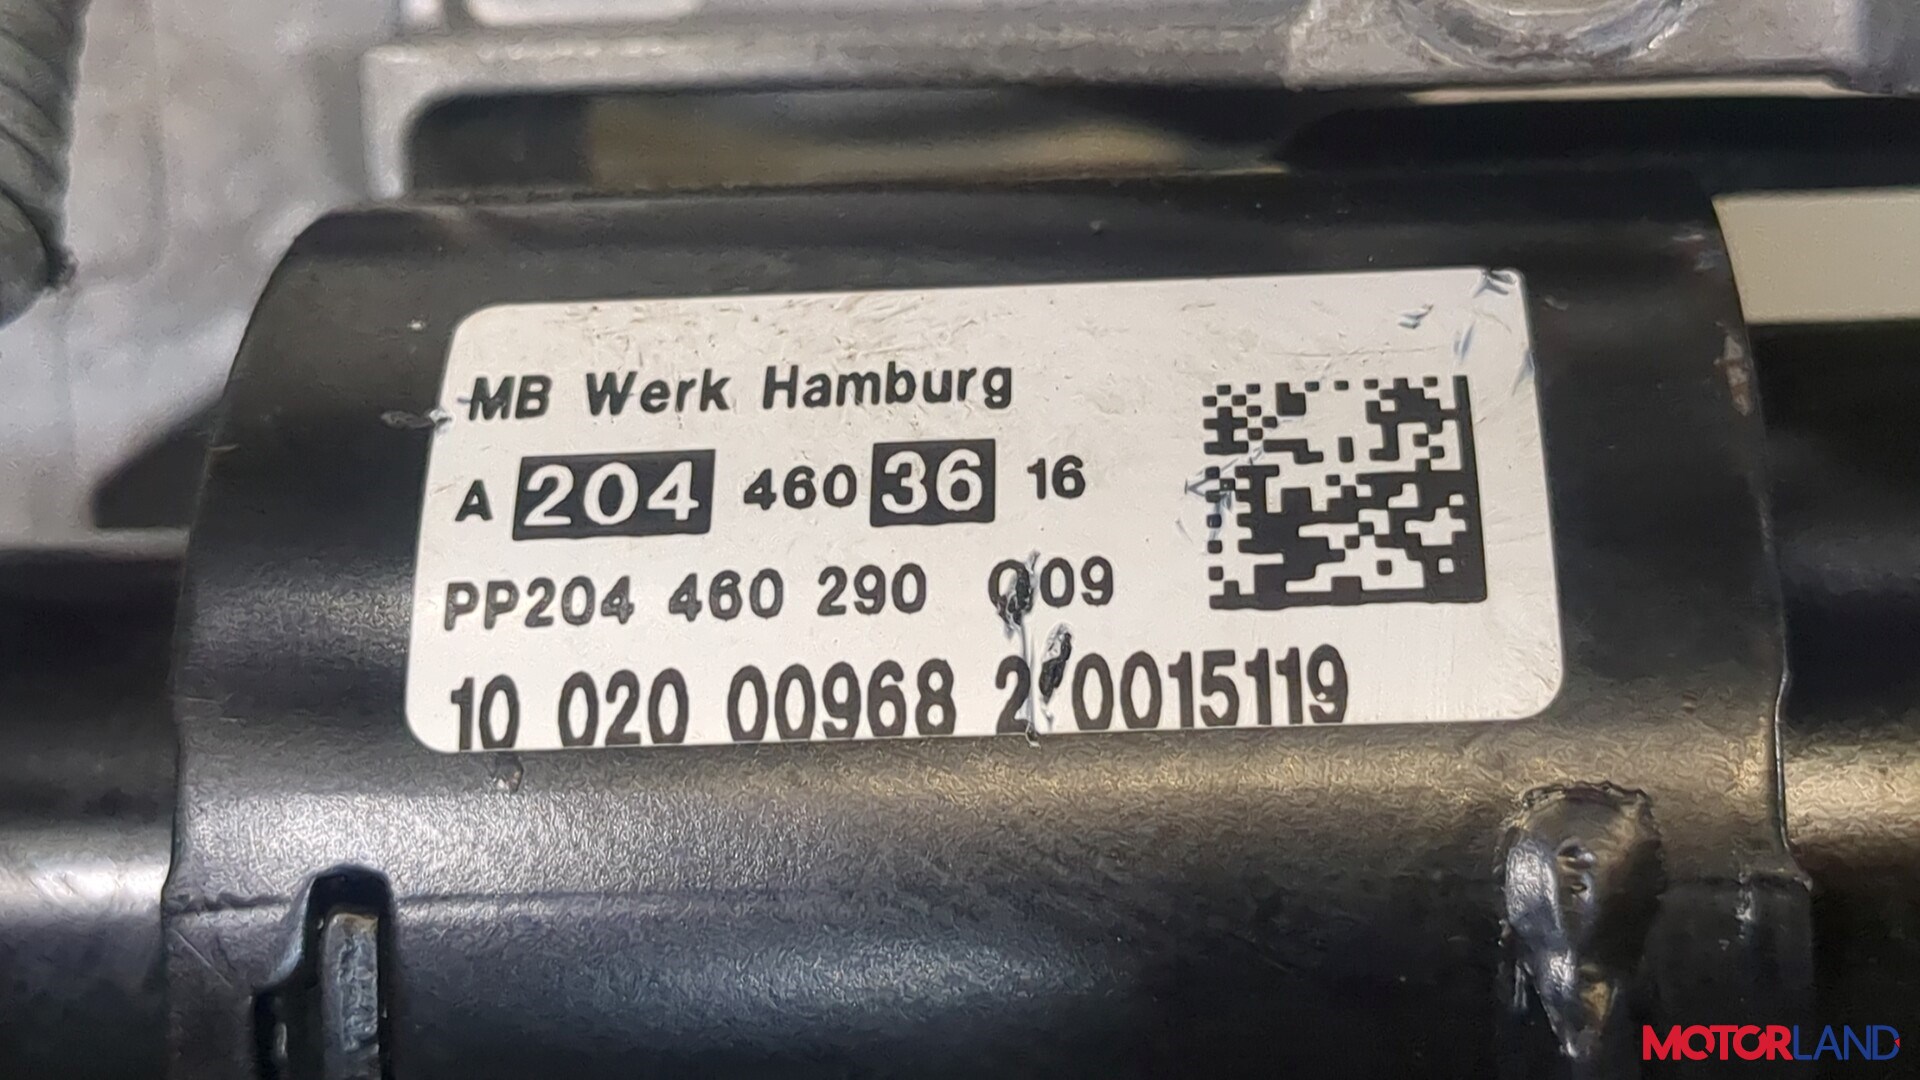 MB Werk Hamburg
A 204 460 36 16
PP204 460 290 009
10 020 00968 2 0015119
MOTORLAND